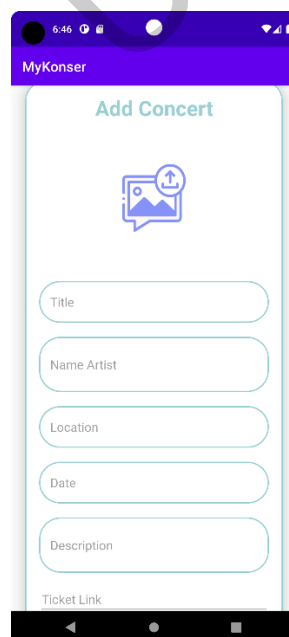 6:46
MyKonser
Add Concert
Title
Name Artist
Location
Date
Description
Ticket Link